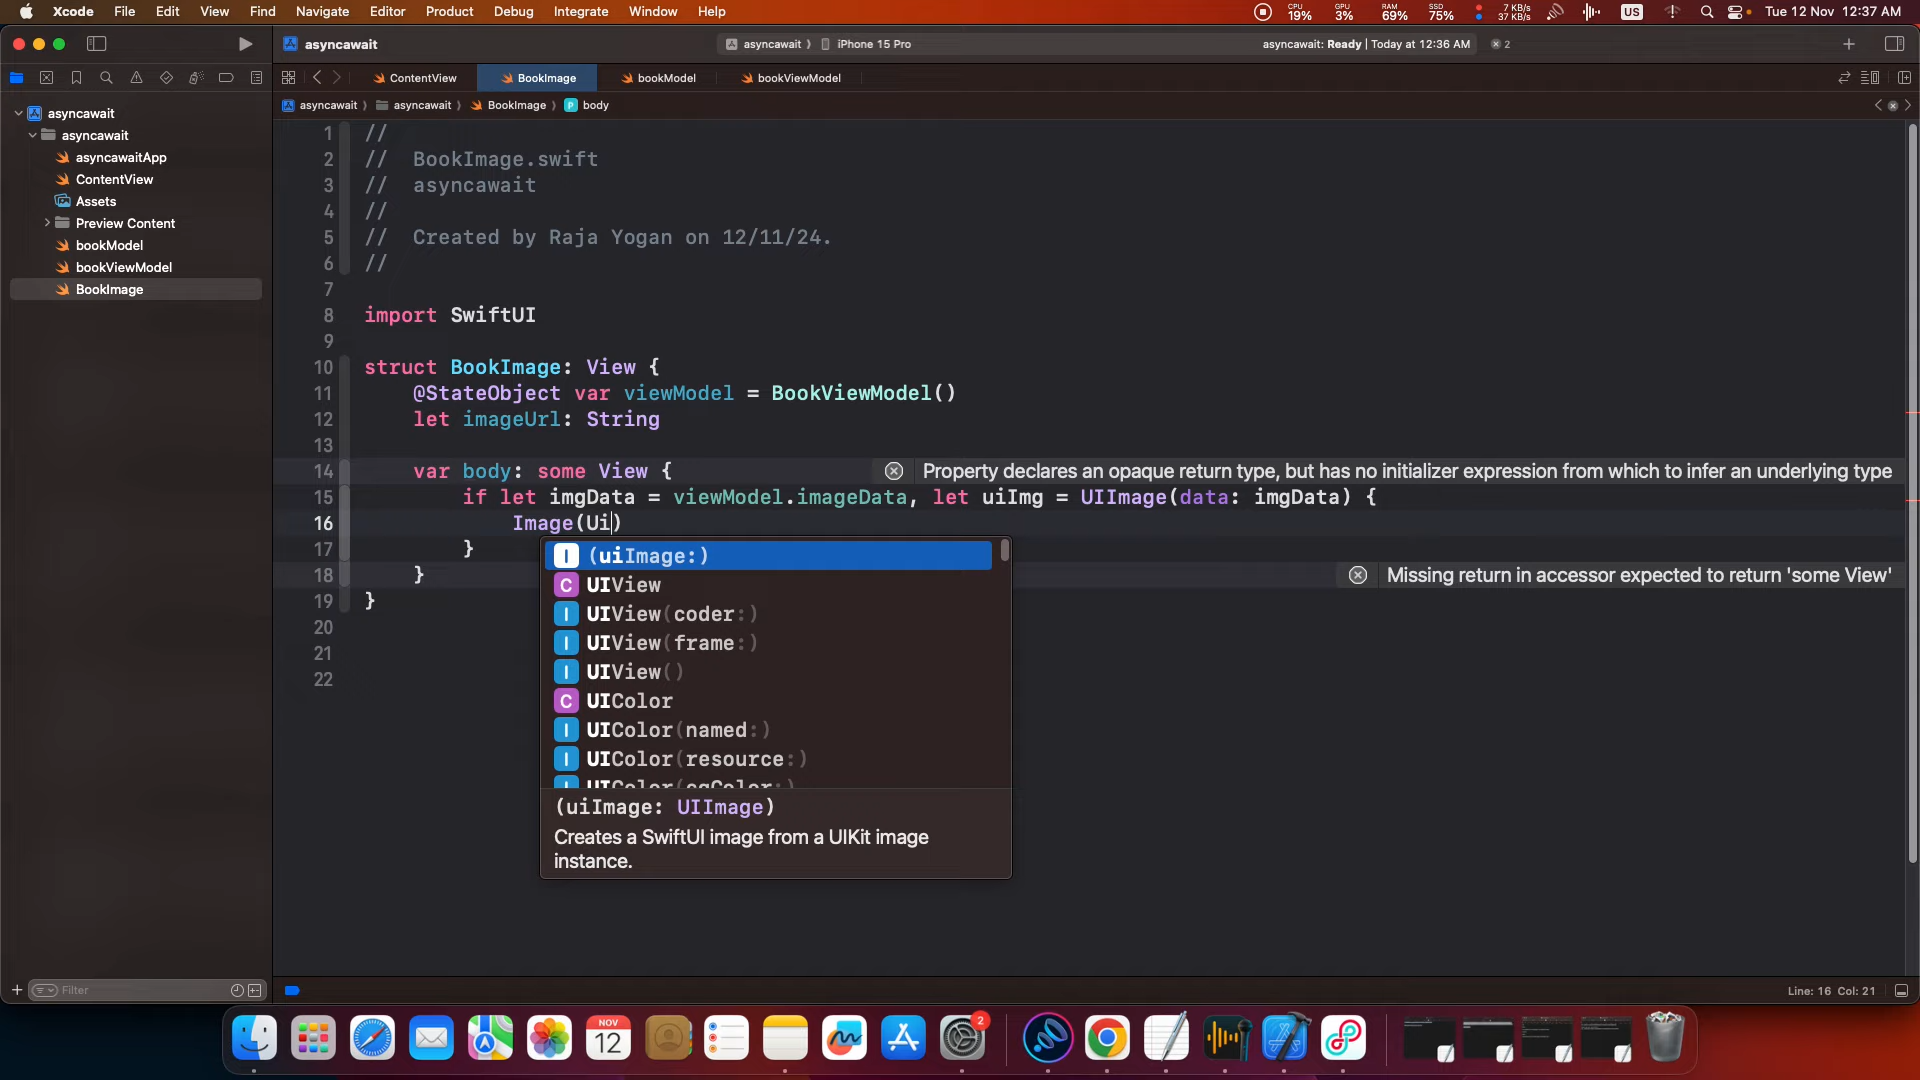 Xcode File Edit View Find Navigate Editor Product Debug Integrate Window Help CPU 19% GPU 3% RAM 69% SSD 75% 7 KB/s 37 KB/s US Tue 12 Nov 12:37 AM
asyncawait asyncawait iPhone 15 Pro asyncawait: Ready | Today at 12:36 AM 2
ContentView BookImage bookModel bookViewModel
asyncawait asyncawait BookImage P body
asyncawait
asyncawait
asyncawaitApp
ContentView
Assets
Preview Content
bookModel
bookViewModel
BookImage
1 //
2 //  BookImage.swift
3 //  asyncawait
4 //
5 //  Created by Raja Yogan on 12/11/24.
6 //
7
8 import SwiftUI
9
10 struct BookImage: View {
11     @StateObject var viewModel = BookViewModel()
12     let imageUrl: String
13
14     var body: some View { Property declares an opaque return type, but has no initializer expression from which to infer an underlying type
15         if let imgData = viewModel.imageData, let uiImg = UIImage(data: imgData) {
16             Image(Ui)
17         }
18     } Missing return in accessor expected to return 'some View'
19 }
20
21
22
I (uiImage:)
C UIView
I UIView(coder:)
I UIView(frame:)
I UIView()
C UIColor
I UIColor(named:)
I UIColor(resource:)
I UIColor(cgColor:)
(uiImage: UIImage)
Creates a SwiftUI image from a UIKit image
instance.
Filter
Line: 16 Col: 21
NOV
12
2